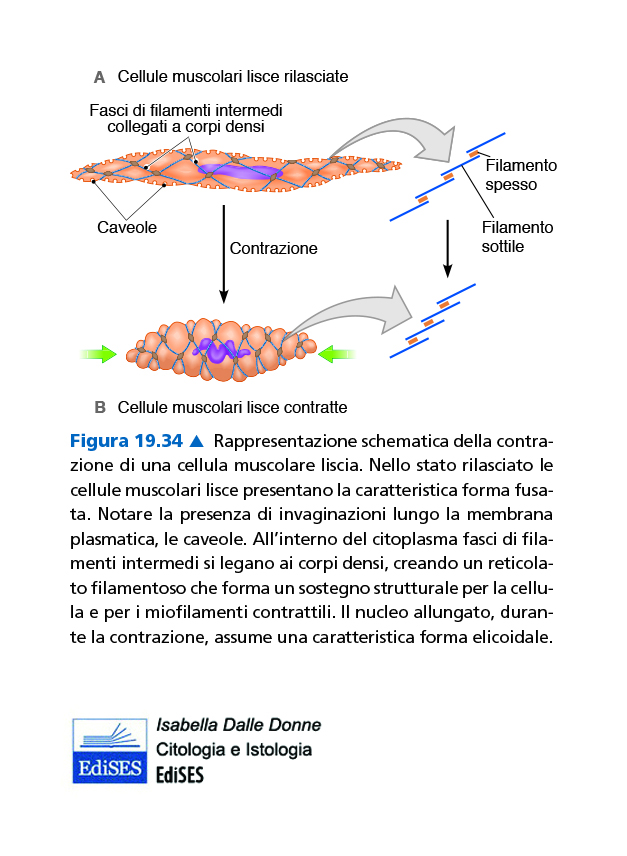 A Cellule muscolari lisce rilasciate
Fasci di filamenti intermedi
collegati a corpi densi
Filamento
spesso
Caveole
Filamento
sottile
Contrazione
B Cellule muscolari lisce contratte
Figura 19.34 ▲ Rappresentazione schematica della contra-
zione di una cellula muscolare liscia. Nello stato rilasciato le
cellule muscolari lisce presentano la caratteristica forma fusa-
ta. Notare la presenza di invaginazioni lungo la membrana
plasmatica, le caveole. All'interno del citoplasma fasci di fila-
menti intermedi si legano ai corpi densi, creando un reticola-
to filamentoso che forma un sostegno strutturale per la cellu-
la e per i miofilamenti contrattili. Il nucleo allungato, duran-
te la contrazione, assume una caratteristica forma elicoidale.
Isabella Dalle Donne
Citologia e Istologia
EdiSES
EdiSES